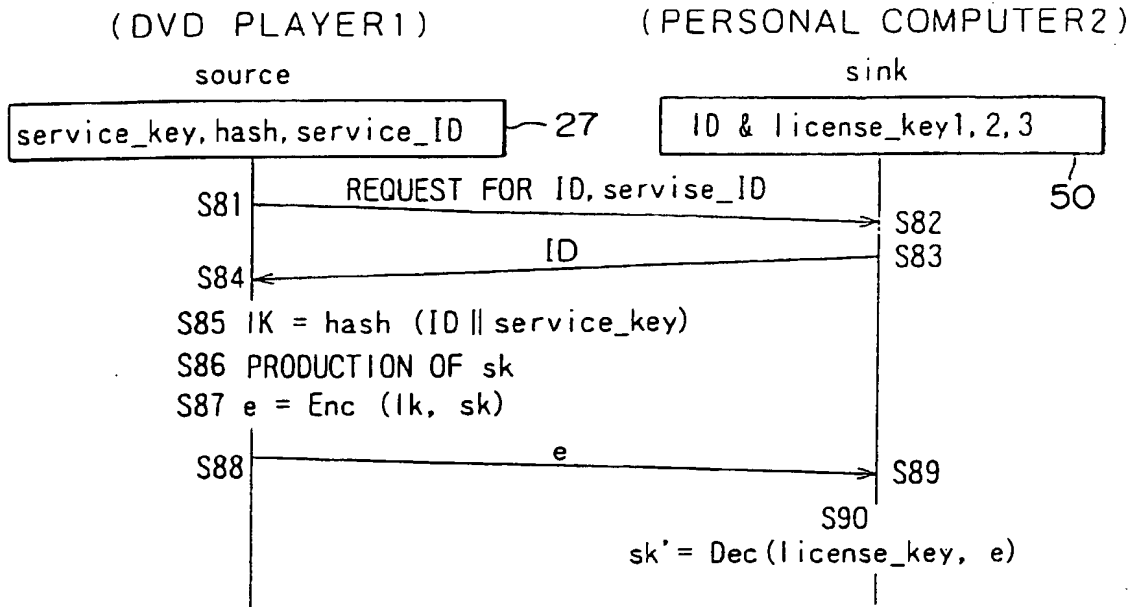 (DVD PLAYER1)
(PERSONAL COMPUTER2)
source
sink
service_key, hash, service_ID
27
ID & license_key1, 2, 3
50
S81
REQUEST FOR ID, servise_ID
S82
ID
S83
S84
S85 lK = hash (ID || service_key)
S86 PRODUCTION OF sk
S87 e = Enc (lk, sk)
S88
e
S89
S90
sk' = Dec(license_key, e)